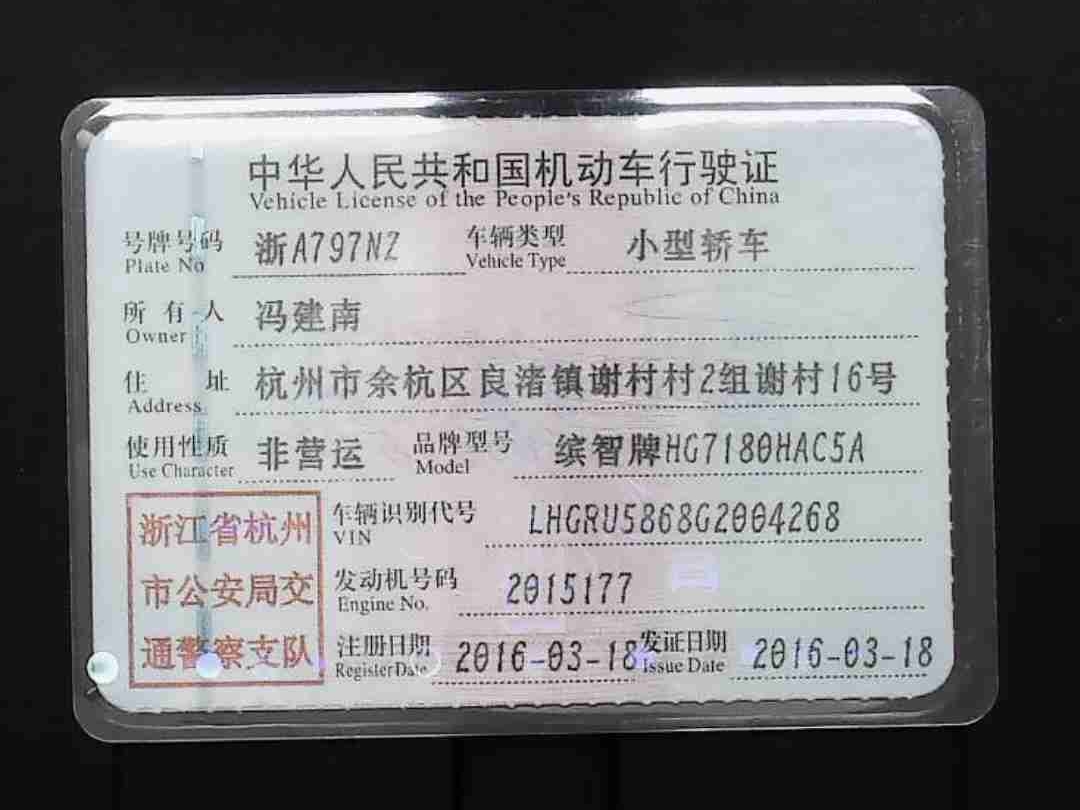 中华人民共和国机动车行驶证
Vehicle License of the People's Republic of China
号牌号码 浙A797NZ 车辆类型 小型轿车
Plate No Vehicle Type
所有人 冯建南
Owner
住址 杭州市余杭区良渚镇谢村村2组谢村16号
Address
使用性质 非营运 品牌型号 缤智牌HG7180HAC5A
Use Character Model
浙江省杭州
市公安局交
通警察支队
车辆识别代号 LHGRU5868G2004268
VIN
发动机号码 2015177
Engine No.
注册日期 2016-03-18 发证日期 2016-03-18
Register Date Issue Date